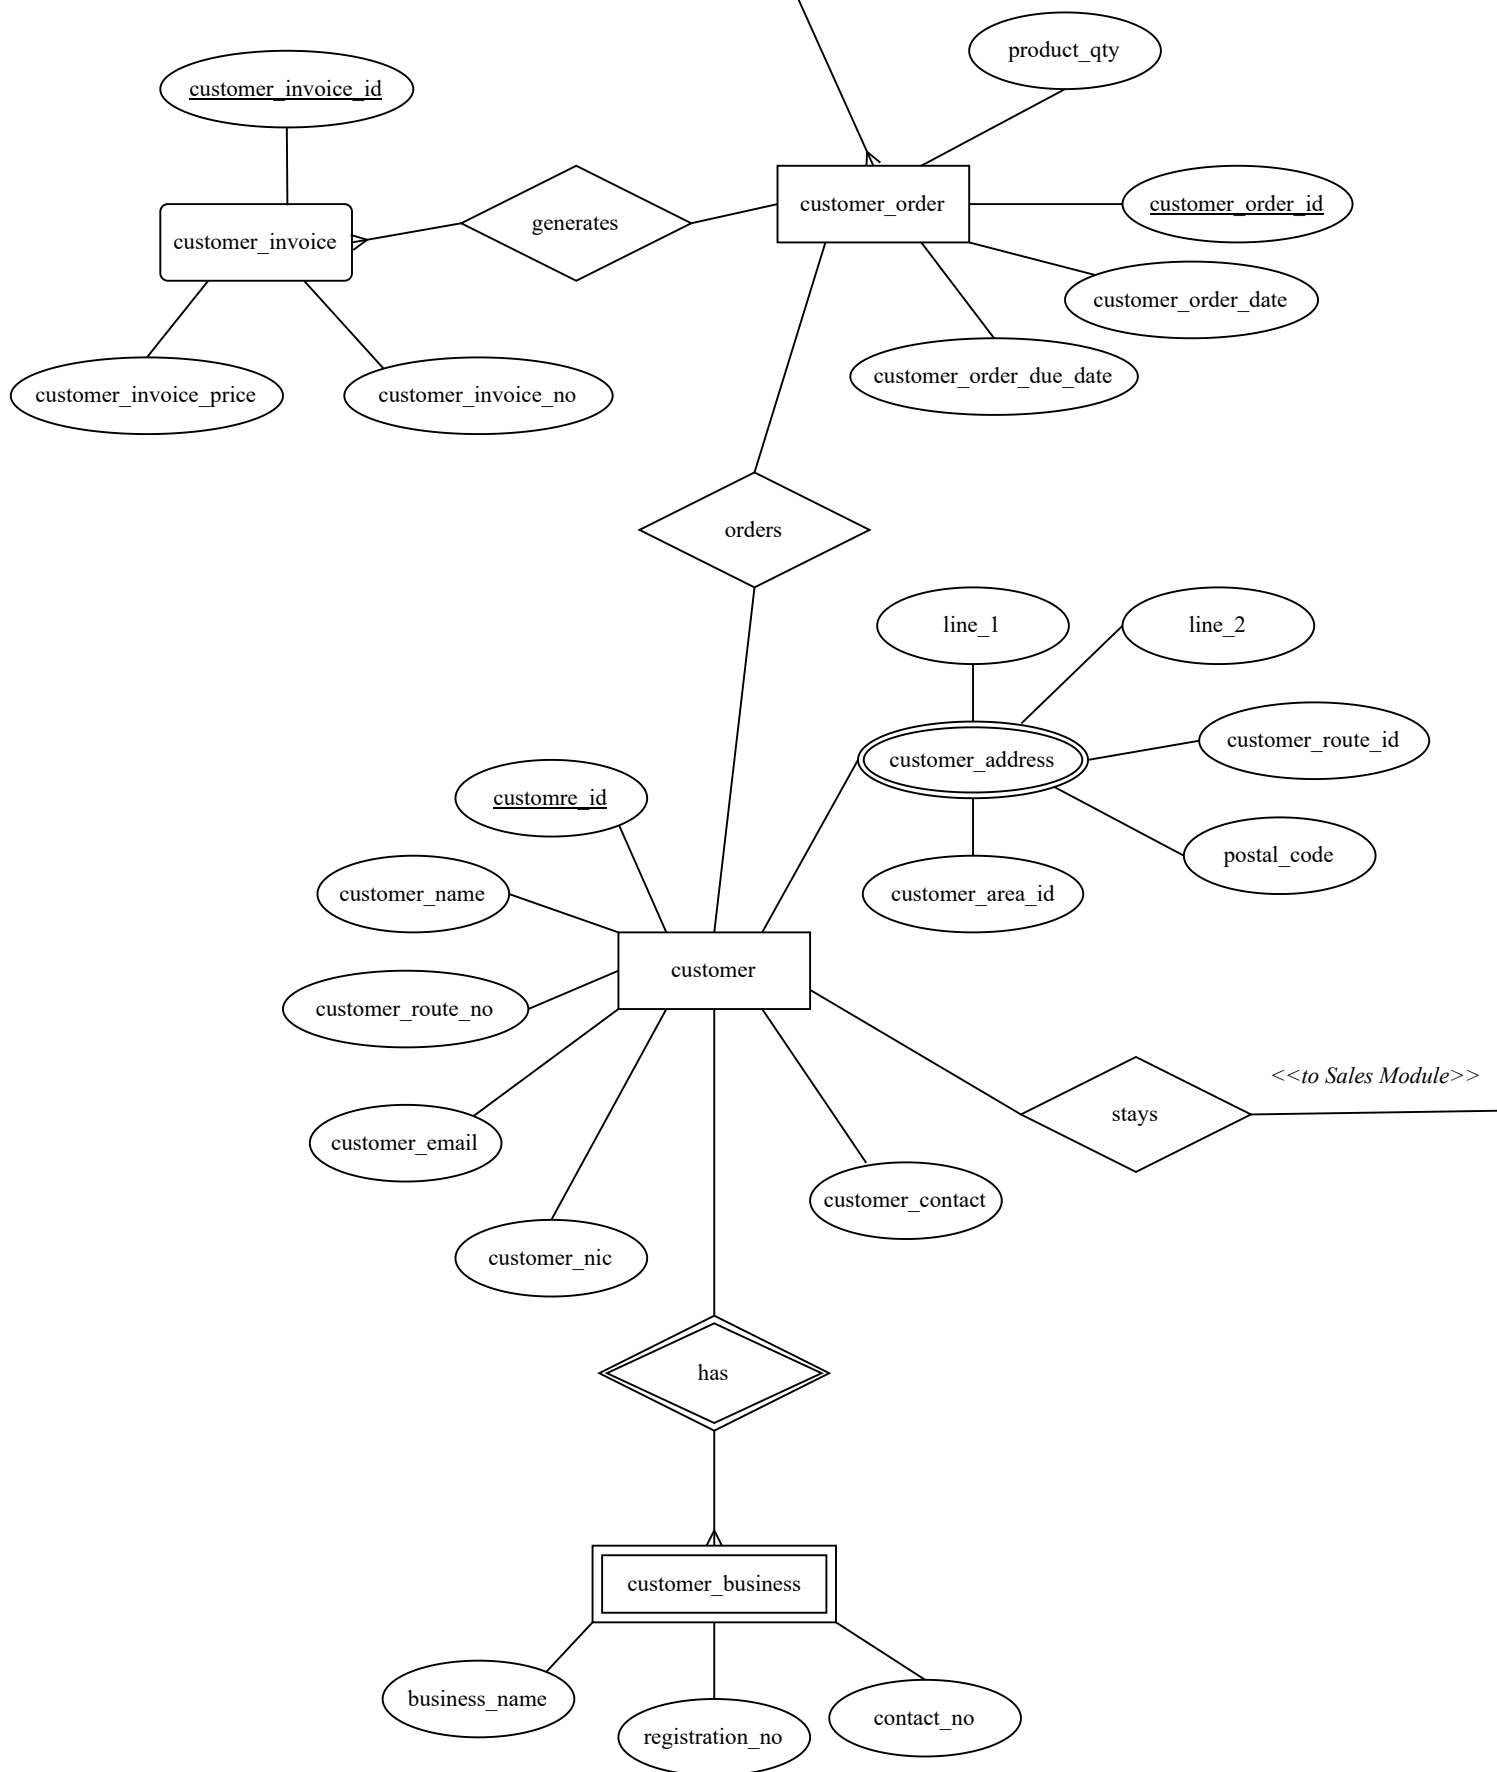 product_qty
customer_invoice_id
customer_order
customer_order_id
generates
customer_invoice
customer_order_date
customer_order_due_date
customer_invoice_price
customer_invoice_no
orders
line_1
line_2
customer_route_id
customer_address
customre_id
postal_code
customer_name
customer_area_id
customer
customer_route_no
<<to Sales Module>>
stays
customer_email
customer_contact
customer_nic
has
customer_business
business_name
contact_no
registration_no